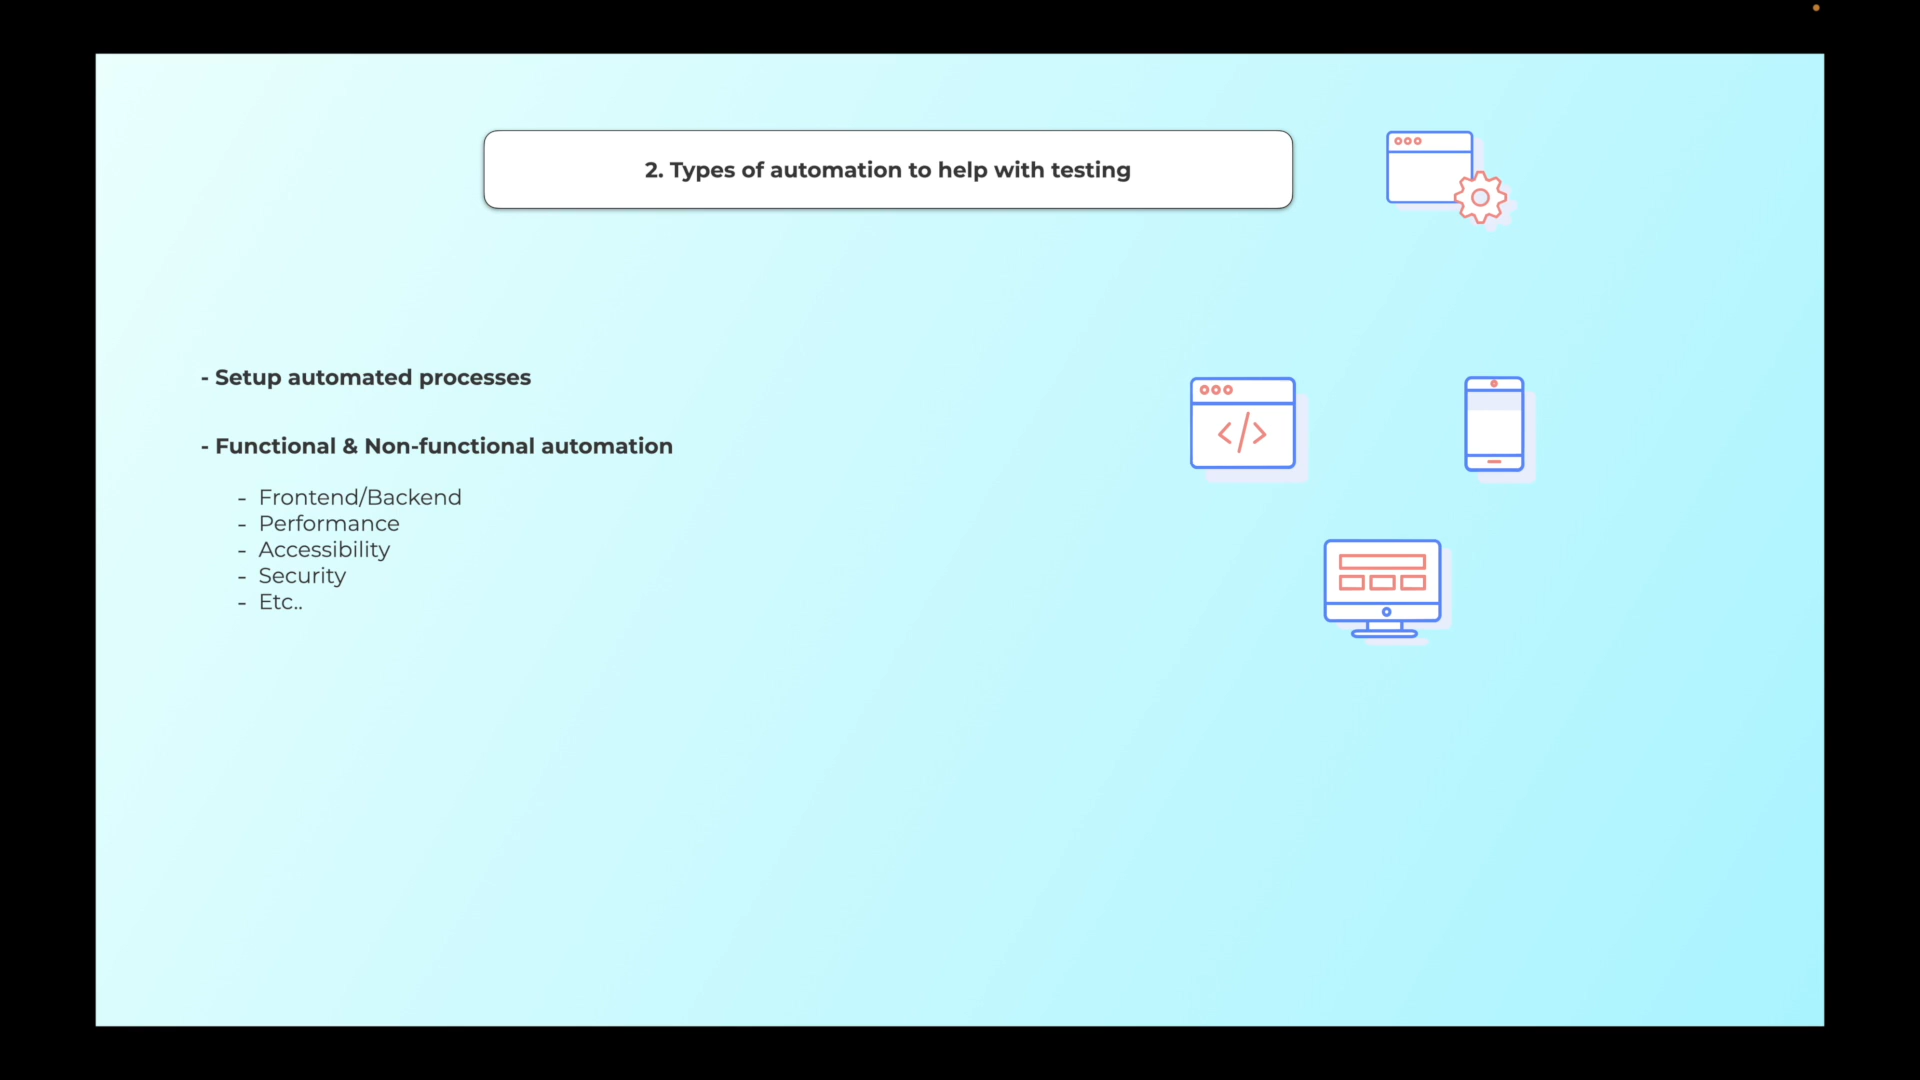 2. Types of automation to help with testing
- Setup automated processes
- Functional & Non-functional automation
- Frontend/Backend
- Performance
- Accessibility
- Security
- Etc..